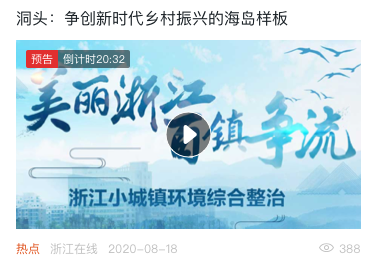 洞头：争创新时代乡村振兴的海岛样板
预告 倒计时20:32
美丽浙江
百镇争流
浙江小城镇环境综合整治
热点 浙江在线 2020-08-18 388